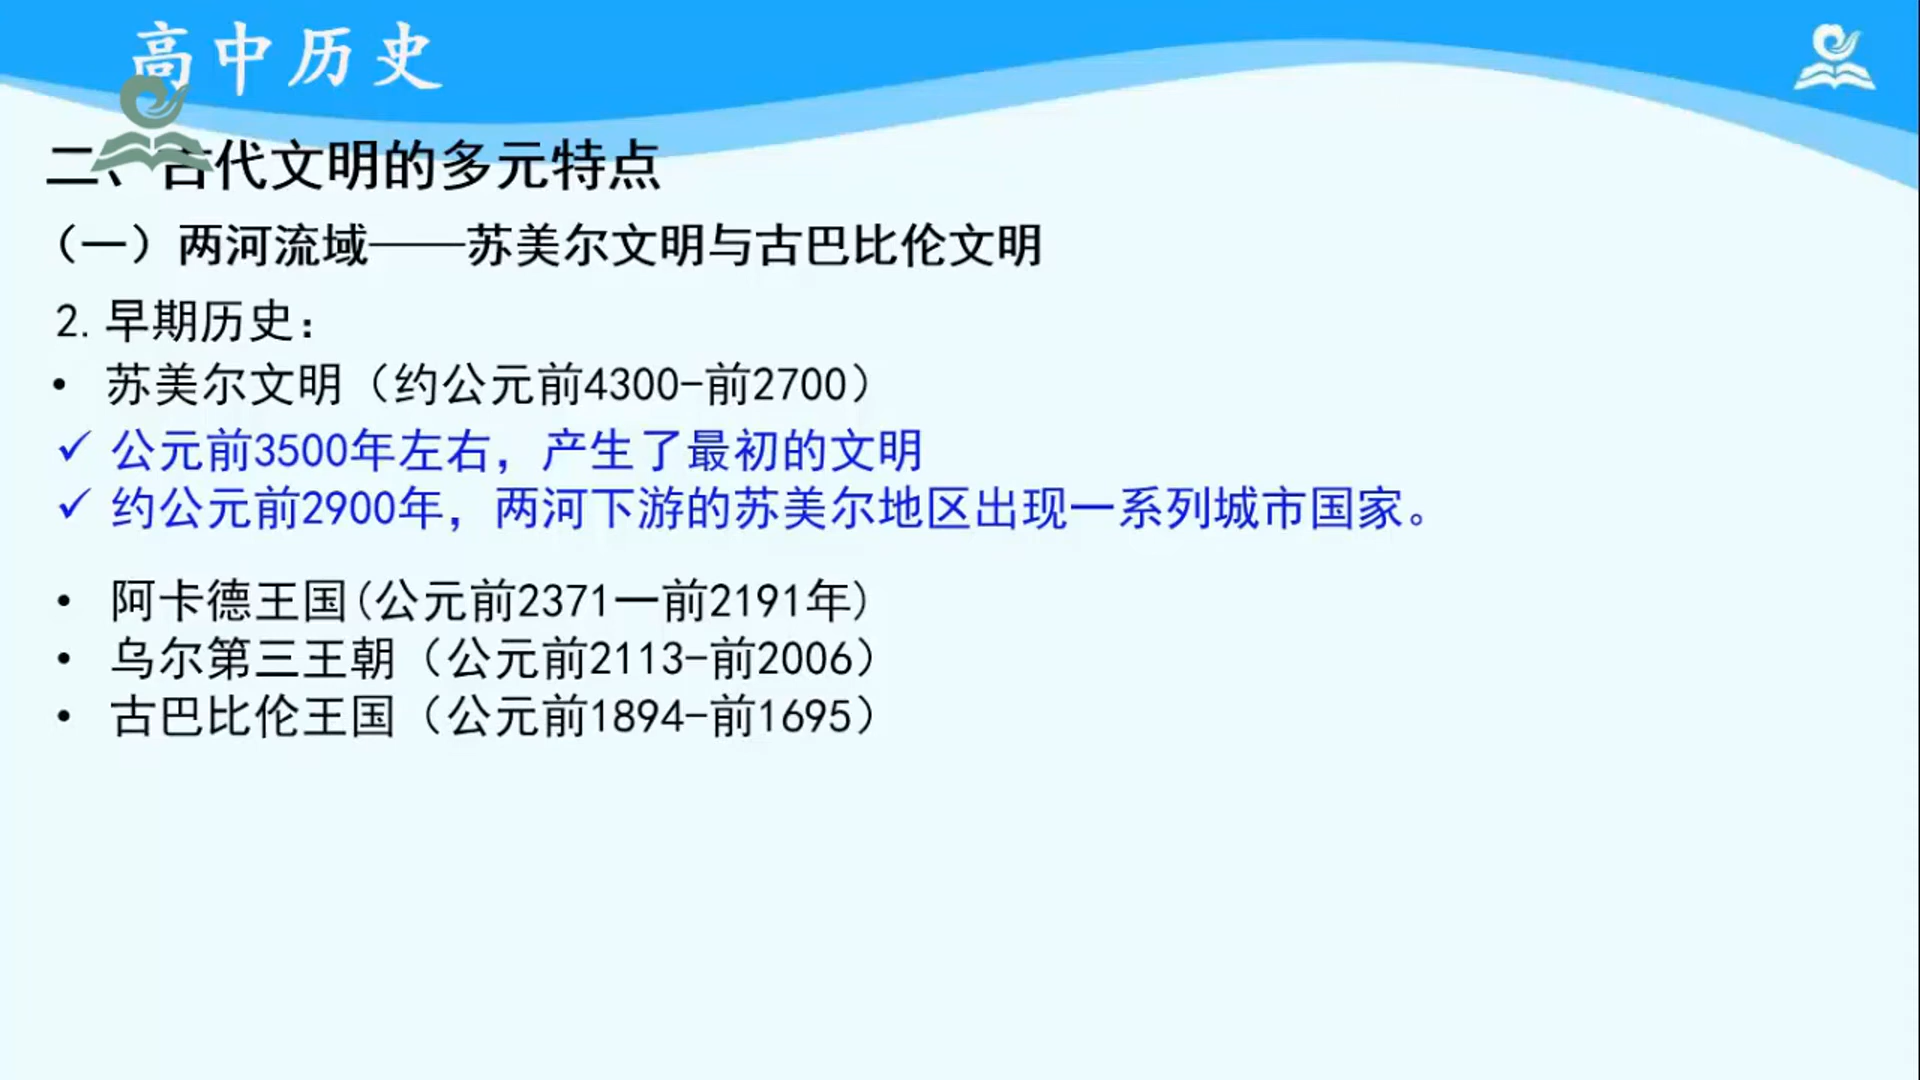 高中历史
二、古代文明的多元特点
（一）两河流域——苏美尔文明与古巴比伦文明
2.早期历史：
• 苏美尔文明（约公元前4300-前2700）
✓ 公元前3500年左右，产生了最初的文明
✓ 约公元前2900年，两河下游的苏美尔地区出现一系列城市国家。
• 阿卡德王国(公元前2371一前2191年)
• 乌尔第三王朝（公元前2113-前2006）
• 古巴比伦王国（公元前1894-前1695）